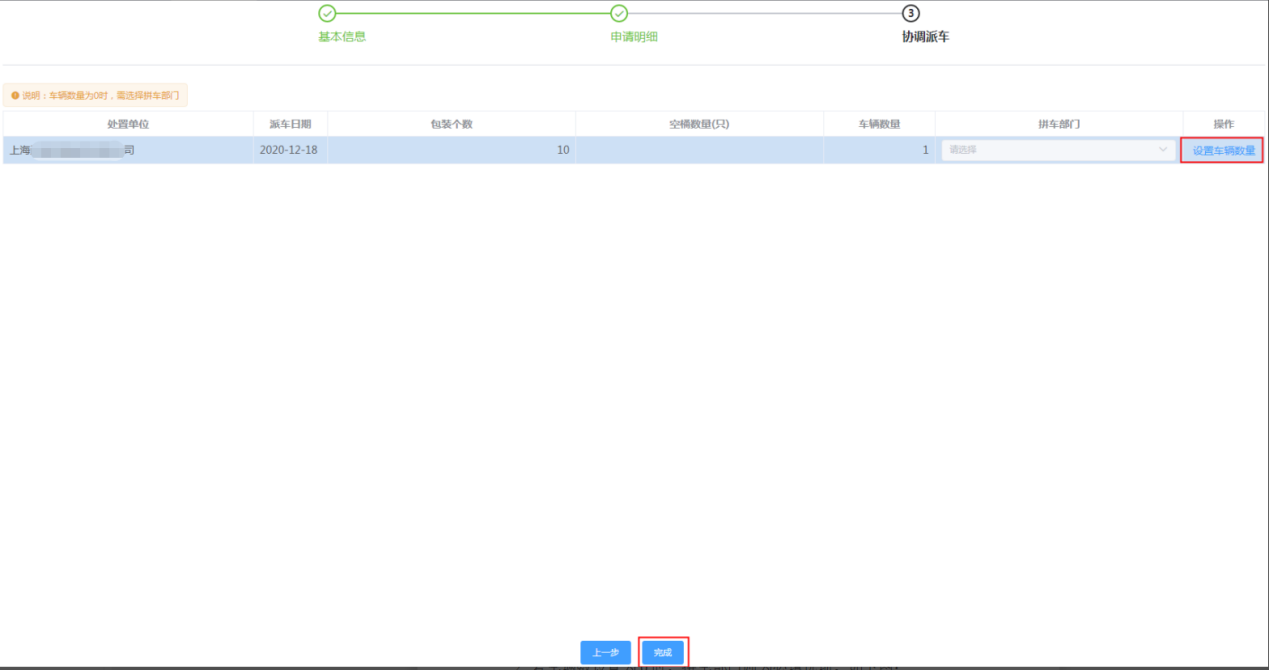 3
基本信息
申请明细
协调派车
说明：车辆数量为0时，需选择拼车部门
处置单位 派车日期 包装个数 空桶数量(只) 车辆数量 拼车部门 操作
上海 司 2020-12-18 10 1 请选择 设置车辆数量
上一步 完成